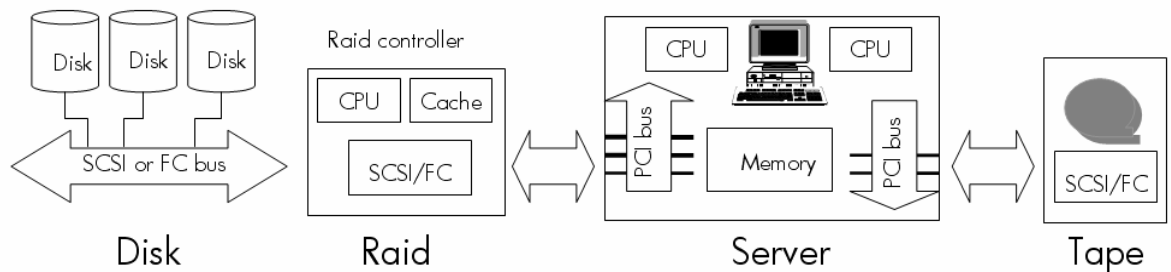 Disk
Disk
Disk
SCSI or FC bus
Disk
Raid controller
CPU
Cache
SCSI/FC
Raid
CPU
CPU
PCI bus
Memory
PCI bus
Server
SCSI/FC
Tape